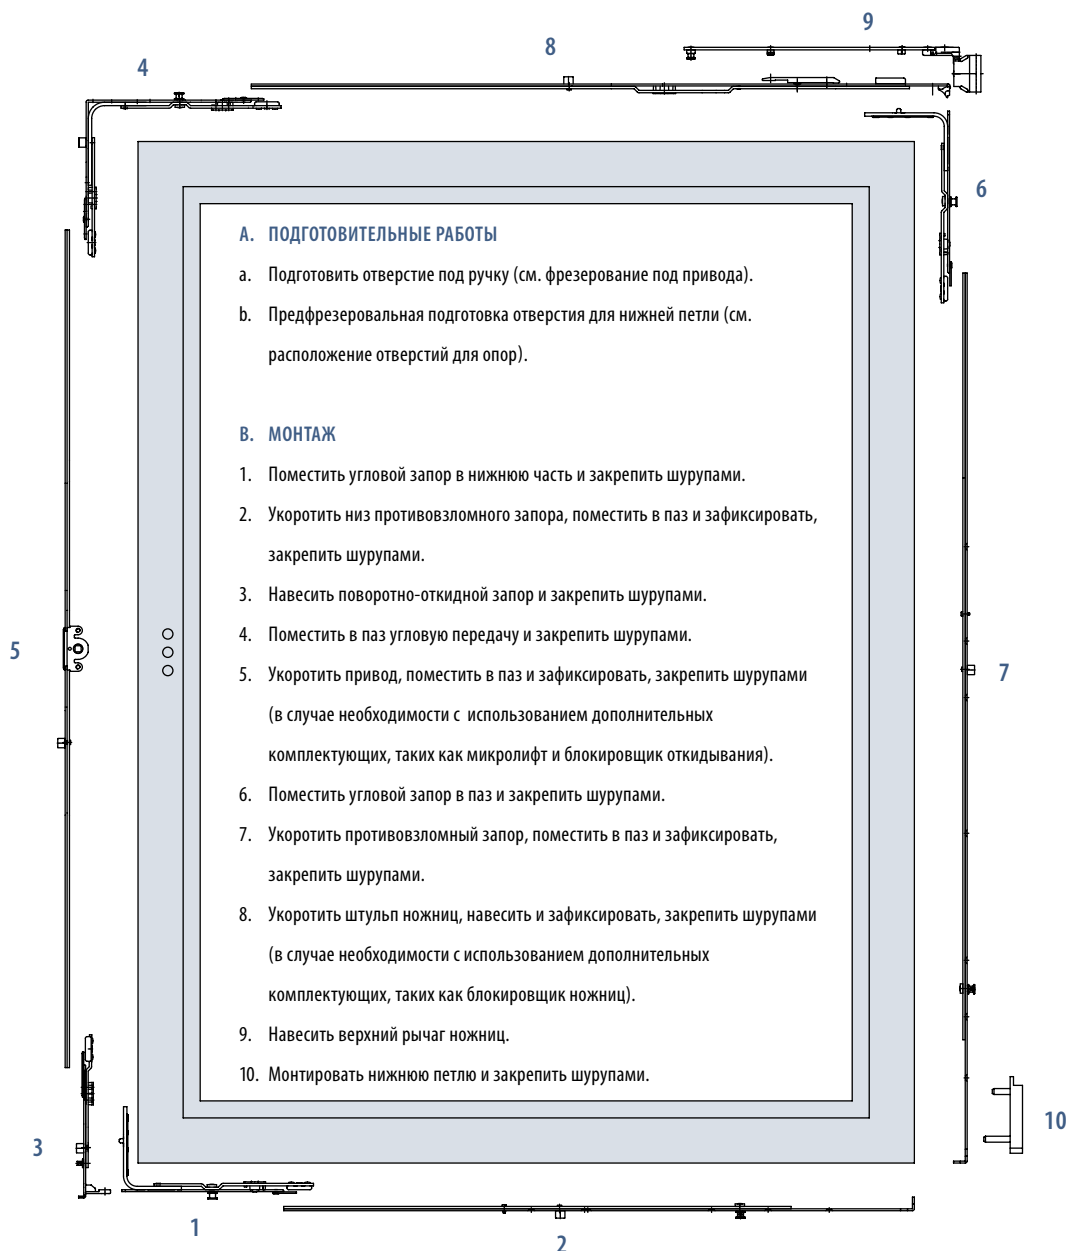 9
8
4
6
A. ПОДГОТОВИТЕЛЬНЫЕ РАБОТЫ
a. Подготовить отверстие под ручку (см. фрезерование под привода).
b. Предфрезеровальная подготовка отверстия для нижней петли (см.
расположение отверстий для опор).
B. МОНТАЖ
1. Поместить угловой запор в нижнюю часть и закрепить шурупами.
2. Укоротить низ противовзломного запора, поместить в паз и зафиксировать,
закрепить шурупами.
3. Навесить поворотно-откидной запор и закрепить шурупами.
4. Поместить в паз угловую передачу и закрепить шурупами.
5
5. Укоротить привод, поместить в паз и зафиксировать, закрепить шурупами
7
(в случае необходимости с использованием дополнительных
комплектующих, таких как микролифт и блокировщик откидывания).
6. Поместить угловой запор в паз и закрепить шурупами.
7. Укоротить противовзломный запор, поместить в паз и зафиксировать,
закрепить шурупами.
8. Укоротить штульп ножниц, навесить и зафиксировать, закрепить шурупами
(в случае необходимости с использованием дополнительных
комплектующих, таких как блокировщик ножниц).
9. Навесить верхний рычаг ножниц.
10. Монтировать нижнюю петлю и закрепить шурупами.
10
3
1
2